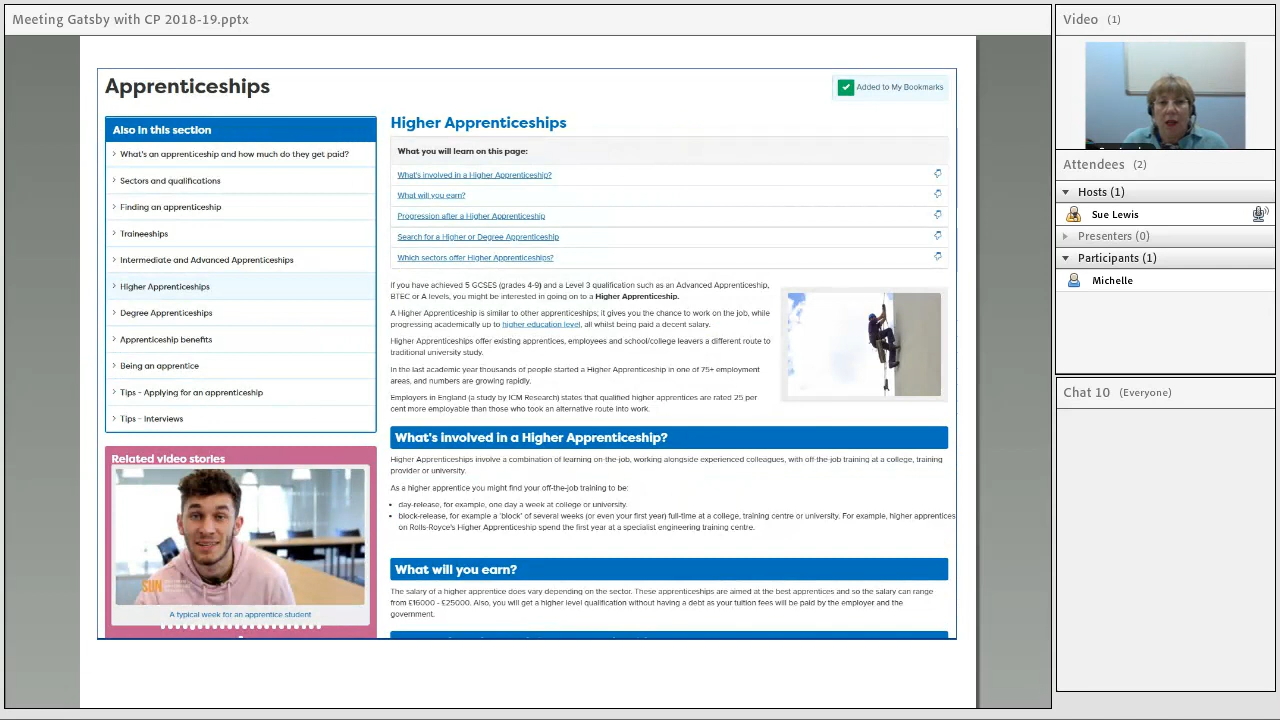 Meeting Gatsby with CP 2018-19.pptx
Apprenticeships
Added to My Bookmarks
Also in this section
What's an apprenticeship and how much do they get paid?
Sectors and qualifications
Finding an apprenticeship
Traineeships
Intermediate and Advanced Apprenticeships
Higher Apprenticeships
Degree Apprenticeships
Apprenticeship benefits
Being an apprentice
Tips - Applying for an apprenticeship
Tips - Interviews
Related video stories
SUN
A typical week for an apprentice student
Higher Apprenticeships
What you will learn on this page:
What's involved in a Higher Apprenticeship?
What will you earn?
Progression after a Higher Apprenticeship
Search for a Higher or Degree Apprenticeship
Which sectors offer Higher Apprenticeships?
If you have achieved 5 GCSES (grades 4-9) and a Level 3 qualification such as an Advanced Apprenticeship,
BTEC or A levels, you might be interested in going on to a Higher Apprenticeship.
A Higher Apprenticeship is similar to other apprenticeships; it gives you the chance to work on the job, while
progressing academically up to higher education level, all whilst being paid a decent salary.
Higher Apprenticeships offer existing apprentices, employees and school/college leavers a different route to
traditional university study.
In the last academic year thousands of people started a Higher Apprenticeship in one of 75+ employment
areas, and numbers are growing rapidly.
Employers in England (a study by ICM Research) states that qualified higher apprentices are rated 25 per
cent more employable than those who took an alternative route into work.
What's involved in a Higher Apprenticeship?
Higher Apprenticeships involve a combination of learning on-the-job, working alongside experienced colleagues, with off-the-job training at a college, training
provider or university.
As a higher apprentice you might find your off-the-job training to be:
day-release, for example, one day a week at college or university.
block-release, for example a 'block' of several weeks (or even your first year) full-time at a college, training centre or university. For example, higher apprentices
on Rolls-Royce's Higher Apprenticeship spend the first year at a specialist engineering training centre.
What will you earn?
The salary of a higher apprentice does vary depending on the sector. These apprenticeships are aimed at the best apprentices and so the salary can range
from £16000 - £25000. Also, you will get a higher level qualification without having a debt as your tuition fees will be paid by the employer and the
government.
Video (1)
Attendees (2)
Hosts (1)
Sue Lewis
Presenters (0)
Participants (1)
Michelle
Chat 10 (Everyone)